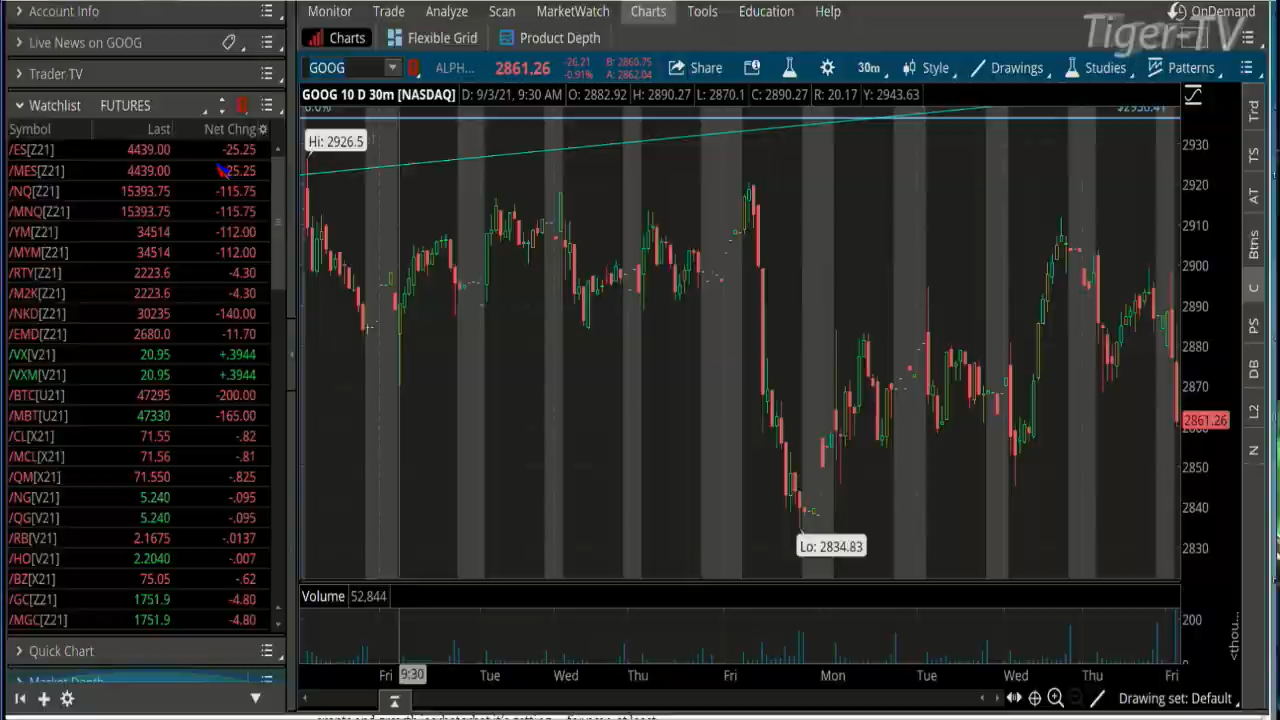 Account Info
Monitor Trade Analyze Scan MarketWatch Charts Tools Education Help OnDemand
Tiger-TV
Live News on GOOG
Charts Flexible Grid Product Depth
Trader TV
GOOG ALPH... 2861.26 -26.21 -0.91% B: 2860.75 A: 2862.04 Share 30m Style Drawings Studies Patterns
Watchlist FUTURES
GOOG 10 D 30m [NASDAQ] D: 9/3/21, 9:30 AM O: 2882.92 H: 2890.27 L: 2870.1 C: 2890.27 R: 20.17 Y: 2943.63
Symbol Last Net Chng
/ES[Z21] 4439.00 -25.25
/MES[Z21] 4439.00 -25.25
/NQ[Z21] 15393.75 -115.75
/MNQ[Z21] 15393.75 -115.75
/YM[Z21] 34514 -112.00
/MYM[Z21] 34514 -112.00
/RTY[Z21] 2223.6 -4.30
/M2K[Z21] 2223.6 -4.30
/NKD[Z21] 30235 -140.00
/EMD[Z21] 2680.0 -11.70
/VX[V21] 20.95 +.3944
/VXM[V21] 20.95 +.3944
/BTC[U21] 47295 -200.00
/MBT[U21] 47330 -165.00
/CL[X21] 71.55 -.82
/MCL[X21] 71.56 -.81
/QM[X21] 71.550 -.825
/NG[V21] 5.240 -.095
/QG[V21] 5.240 -.095
/RB[V21] 2.1675 -.0137
/HO[V21] 2.2040 -.007
/BZ[X21] 75.05 -.62
/GC[Z21] 1751.9 -4.80
/MGC[Z21] 1751.9 -4.80
Quick Chart
Market Depth
0.0%
Hi: 2926.5
Lo: 2834.83
2930
2920
2910
2900
2890
2880
2870
2861.26
2850
2840
2830
Volume 52,844
200
0
<thou...
Fri 9:30 Tue Wed Thu Fri Mon Tue Wed Thu Fri
Drawing set: Default
Trd
TS
AT
Btns
C
PS
DB
L2
N